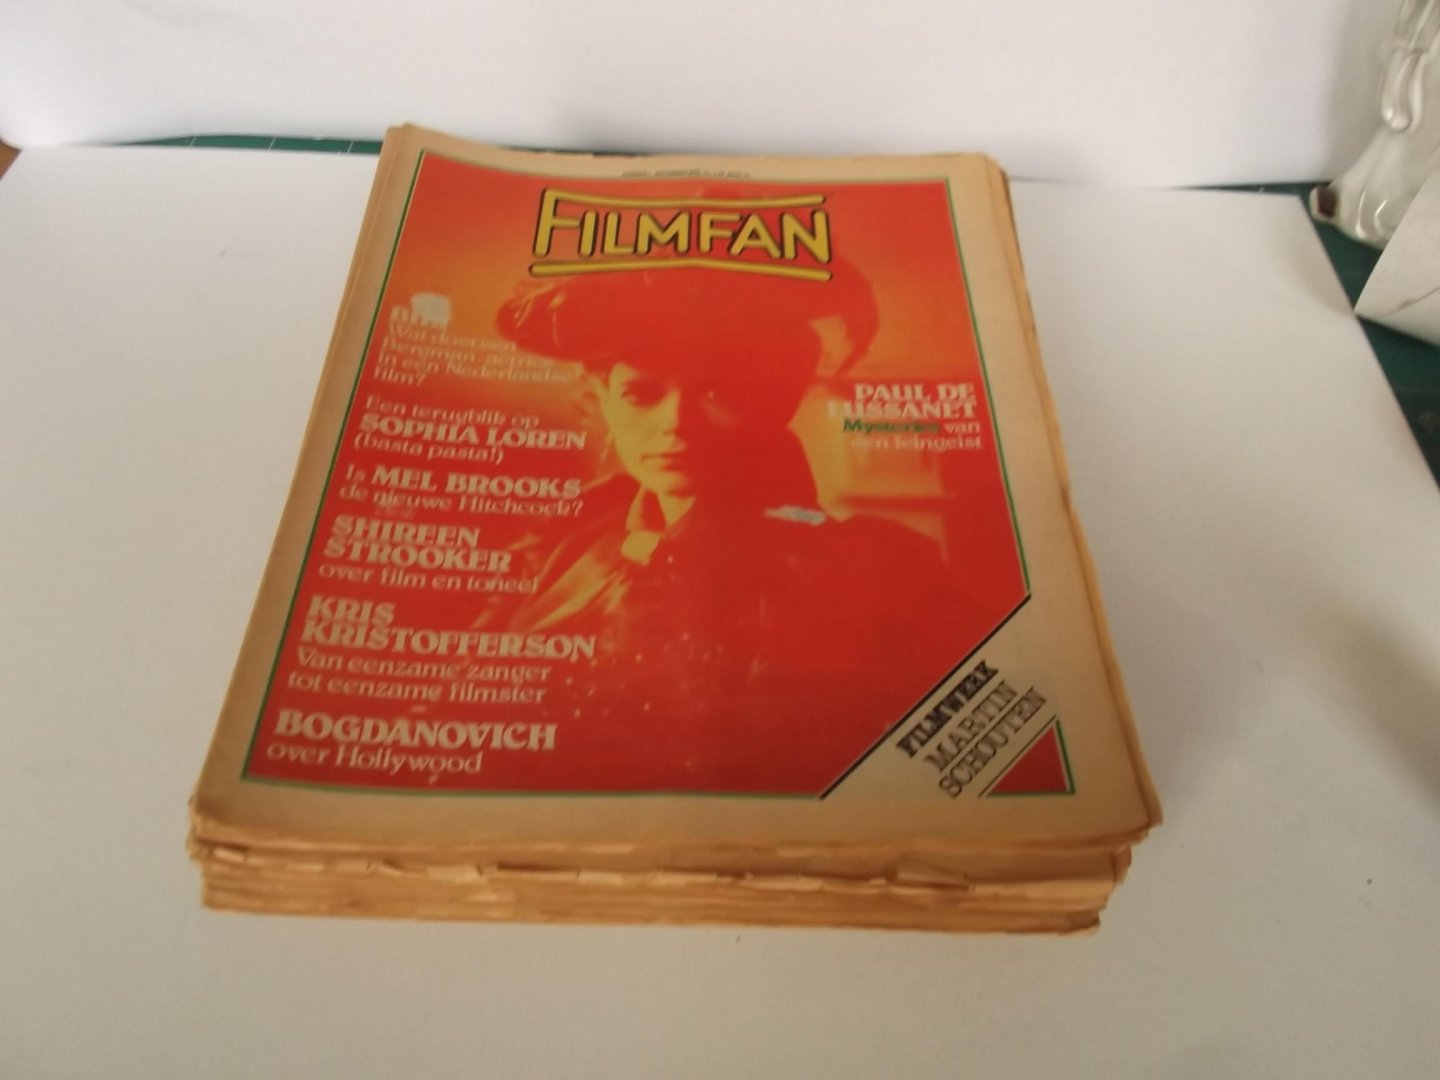 FILMFAN
Wat doet een
Bergman-actrice
in een Nederlandse
film?
Een terugblik op
SOPHIA LOREN
(basta pasta!)
Is MEL BROOKS
de nieuwe Hitchcock?
SHIREEN
STROOKER
over film en toneel
KRIS
KRISTOFFERSON
Van eenzame zanger
tot eenzame filmster
BOGDANOVICH
over Hollywood
PAUL DE
LUSSANET
Mysteries van
een feingeist
FILMWERK
MARTIN
SCHOUTEN